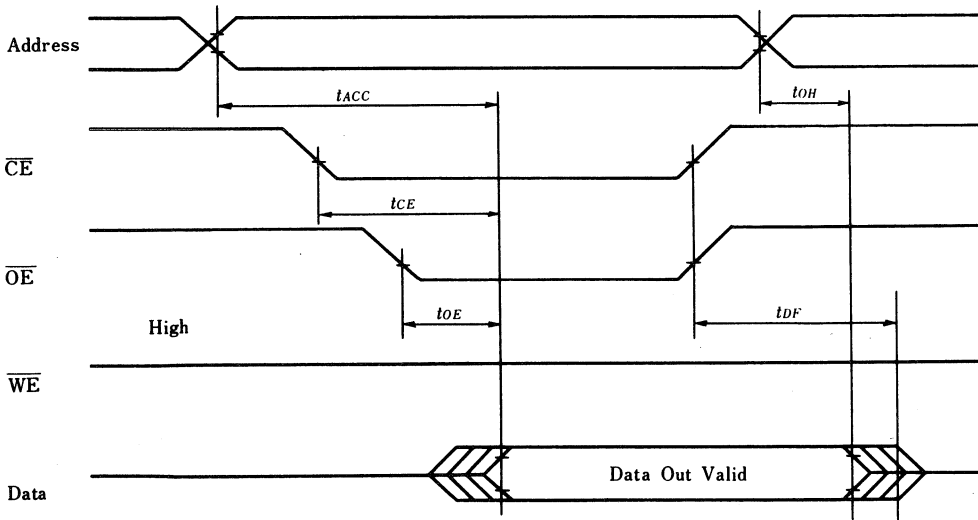 Address
tACC
tOH
CE
tCE
OE
tOE
tDF
High
WE
Data Out Valid
Data